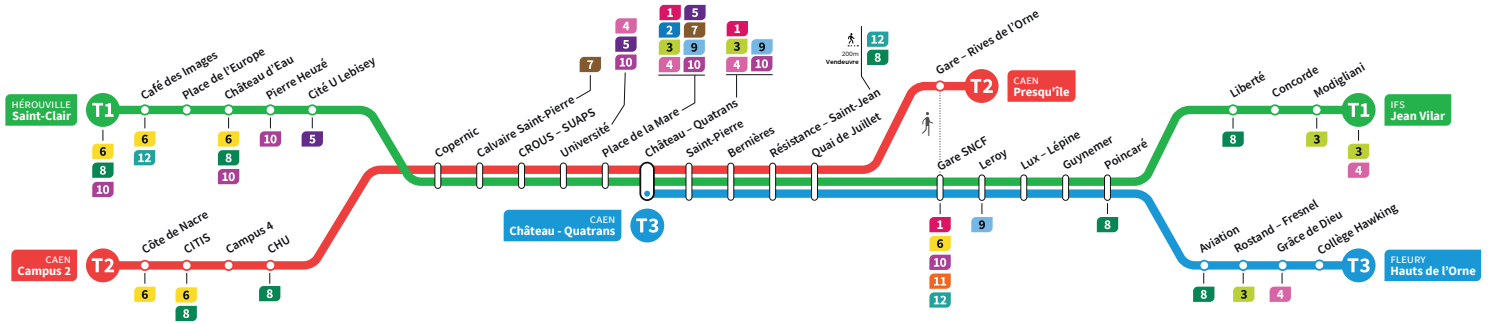 HÉROUVILLE
Saint-Clair
T1
6
8
10
Café des Images
6
12
Place de l'Europe
Château d'Eau
6
8
10
Pierre Heuzé
10
Cité U Lebisey
5
CAEN
Campus 2
T2
Côte de Nacre
6
CITIS
6
8
Campus 4
CHU
8
Copernic
Calvaire Saint-Pierre
7
CROUS – SUAPS
Université
4
5
10
Place de la Mare
1 5
2 7
3 9
4 10
Château – Quatrans
1
3 9
4 10
CAEN
Château - Quatrans
T3
Saint-Pierre
Bernières
Résistance – Saint-Jean
200m
Vendeuvre
12
8
Quai de Juillet
Gare – Rives de l'Orne
T2
CAEN
Presqu'île
Gare SNCF
1
6
10
11
12
Leroy
9
Lux – Lépine
Guynemer
Poincaré
8
Liberté
8
Concorde
Modigliani
3
T1
3
4
IFS
Jean Vilar
Aviation
8
Rostand – Fresnel
3
Grâce de Dieu
4
Collège Hawking
T3
FLEURY
Hauts de l'Orne